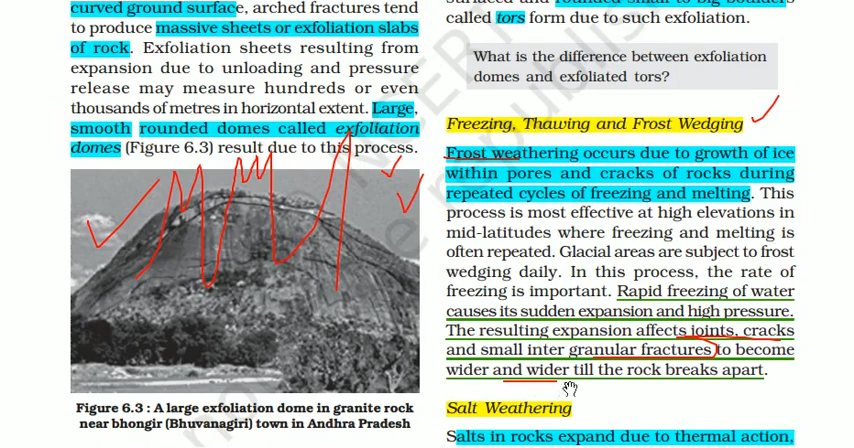 curved ground surface, arched fractures tend
to produce massive sheets or exfoliation slabs
of rock. Exfoliation sheets resulting from
expansion due to unloading and pressure
release may measure hundreds or even
thousands of metres in horizontal extent. Large,
smooth rounded domes called exfoliation
domes (Figure 6.3) result due to this process.
Figure 6.3 : A large exfoliation dome in granite rock
near bhongir (Bhuvanagiri) town in Andhra Pradesh
surfaced and rounded small to big boulders
called tors form due to such exfoliation.
What is the difference between exfoliation
domes and exfoliated tors?
Freezing, Thawing and Frost Wedging
Frost weathering occurs due to growth of ice
within pores and cracks of rocks during
repeated cycles of freezing and melting. This
process is most effective at high elevations in
mid-latitudes where freezing and melting is
often repeated. Glacial areas are subject to frost
wedging daily. In this process, the rate of
freezing is important. Rapid freezing of water
causes its sudden expansion and high pressure.
The resulting expansion affects joints, cracks
and small inter granular fractures to become
wider and wider till the rock breaks apart.
Salt Weathering
Salts in rocks expand due to thermal action,